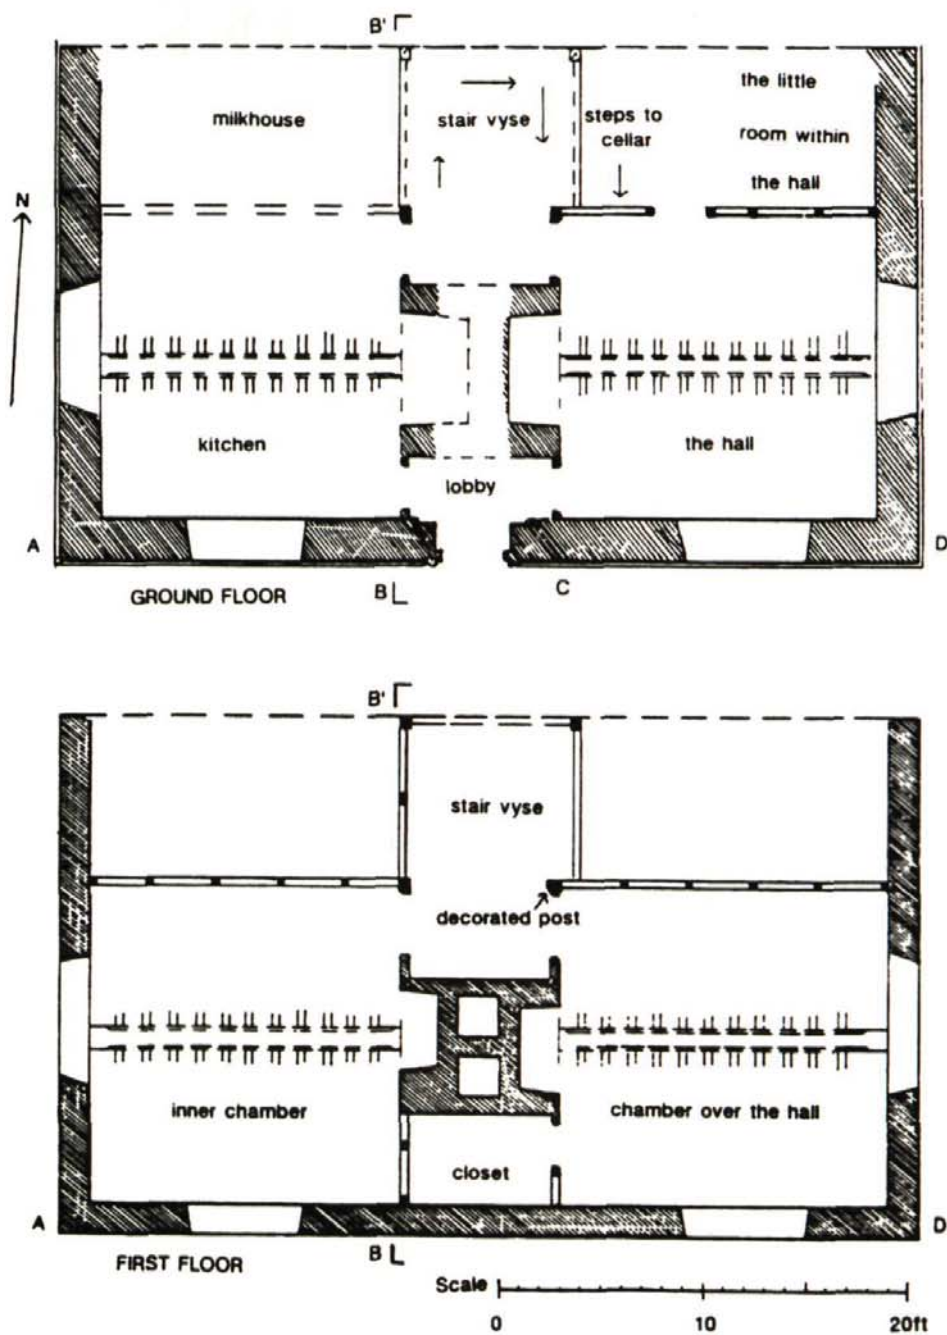 B'
milkhouse
stair vyse
steps to
cellar
the little
room within
the hall
N
kitchen
the hall
lobby
A
D
GROUND FLOOR
B
C
B'
stair vyse
decorated post
inner chamber
chamber over the hall
closet
A
D
FIRST FLOOR
B
Scale
0
10
20ft